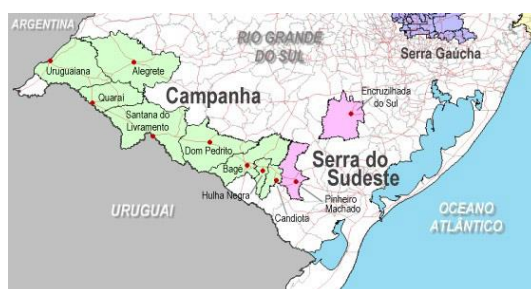 ARGENTINA
RIO GRANDE
DO SUL
Serra Gaúcha
Uruguaiana
Alegrete
Quaraí
Campanha
Encruzilhada
do Sul
Santana do
Livramento
Dom Pedrito
Serra do
Sudeste
Bagé
Hulha Negra
Pinheiro
Machado
Candiota
URUGUAI
OCEANO
ATLÂNTICO